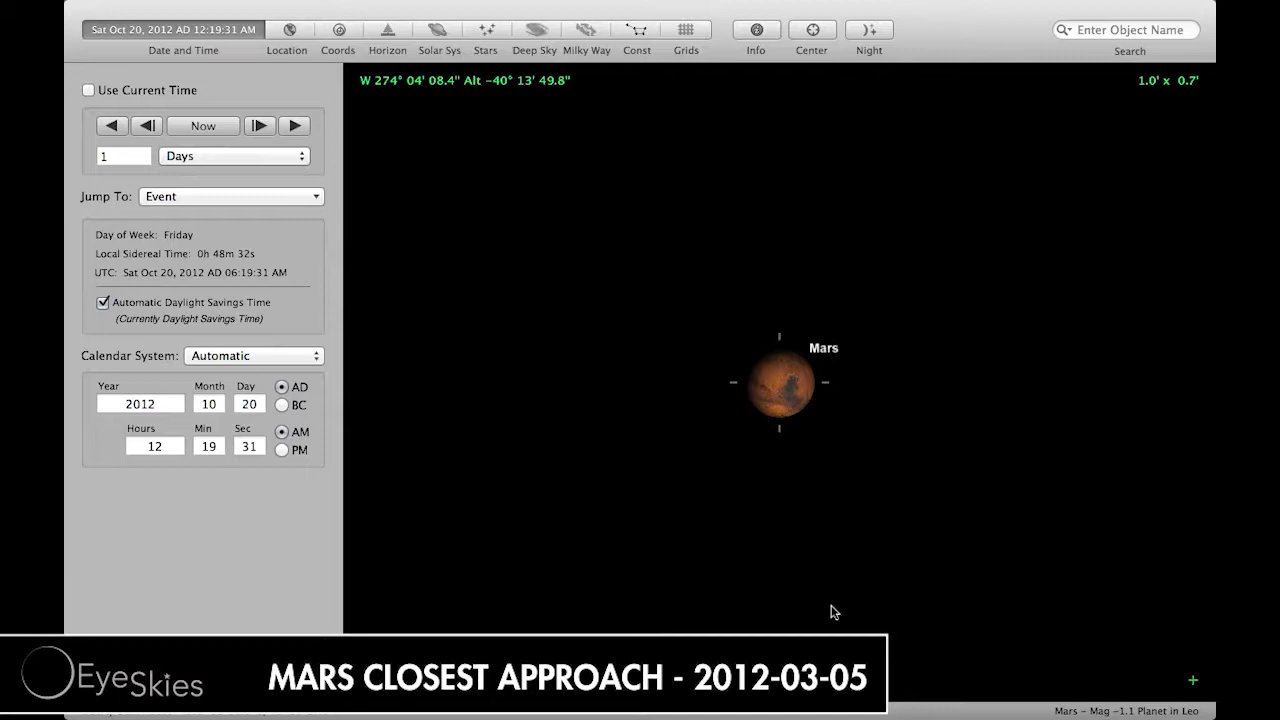 Sat Oct 20, 2012 AD 12:19:31 AM
Date and Time
Location
Coords
Horizon
Solar Sys
Stars
Deep Sky
Milky Way
Const
Grids
Info
Center
Night
Enter Object Name
Search
Use Current Time
W 274° 04' 08.4" Alt -40° 13' 49.8"
1.0' x 0.7'
Now
1 Days
Jump To: Event
Day of Week: Friday
Local Sidereal Time: 0h 48m 32s
UTC: Sat Oct 20, 2012 AD 06:19:31 AM
Automatic Daylight Savings Time
(Currently Daylight Savings Time)
Calendar System: Automatic
Year Month Day
2012 10 20
AD
BC
Hours Min Sec
12 19 31
AM
PM
Mars
EyeSkies
MARS CLOSEST APPROACH - 2012-03-05
Mars - Mag -1.1 Planet in Leo